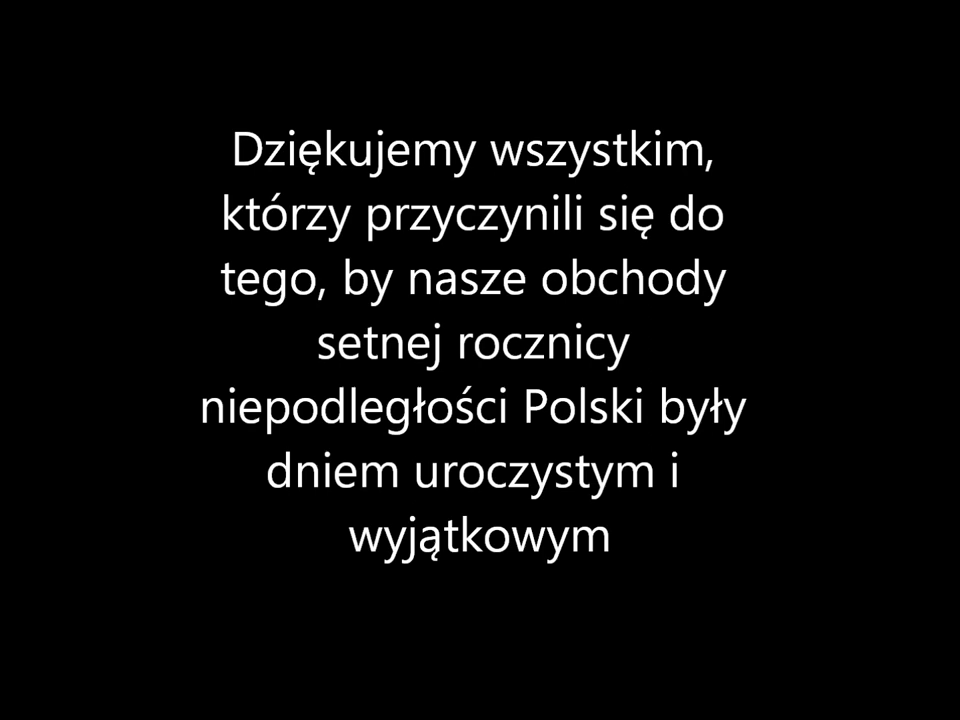 Dziękujemy wszystkim,
którzy przyczynili się do
tego, by nasze obchody
setnej rocznicy
niepodległości Polski były
dniem uroczystym i
wyjątkowym